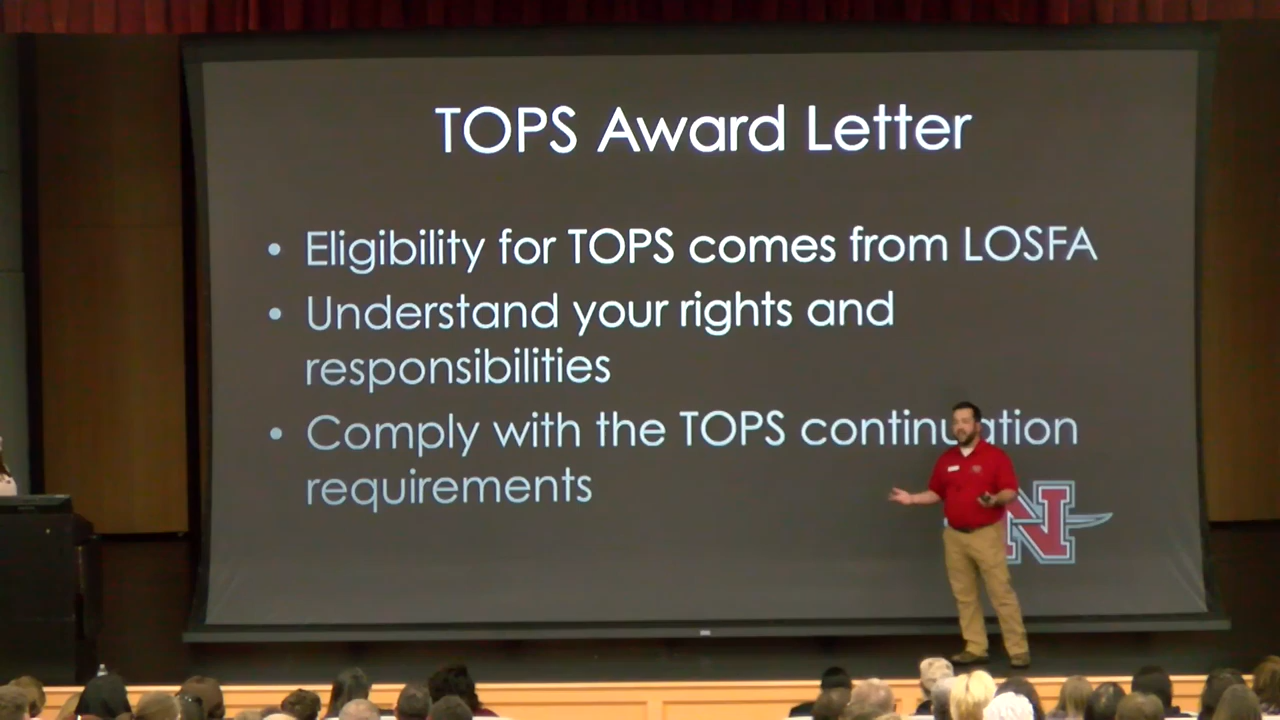 TOPS Award Letter
• Eligibility for TOPS comes from LOSFA
• Understand your rights and
responsibilities
• Comply with the TOPS continuation
requirements
N